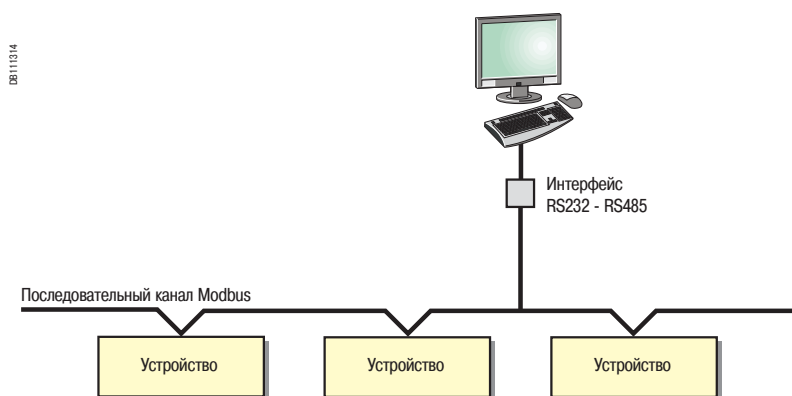 DB111314
Интерфейс
RS232 - RS485
Последовательный канал Modbus
Устройство
Устройство
Устройство